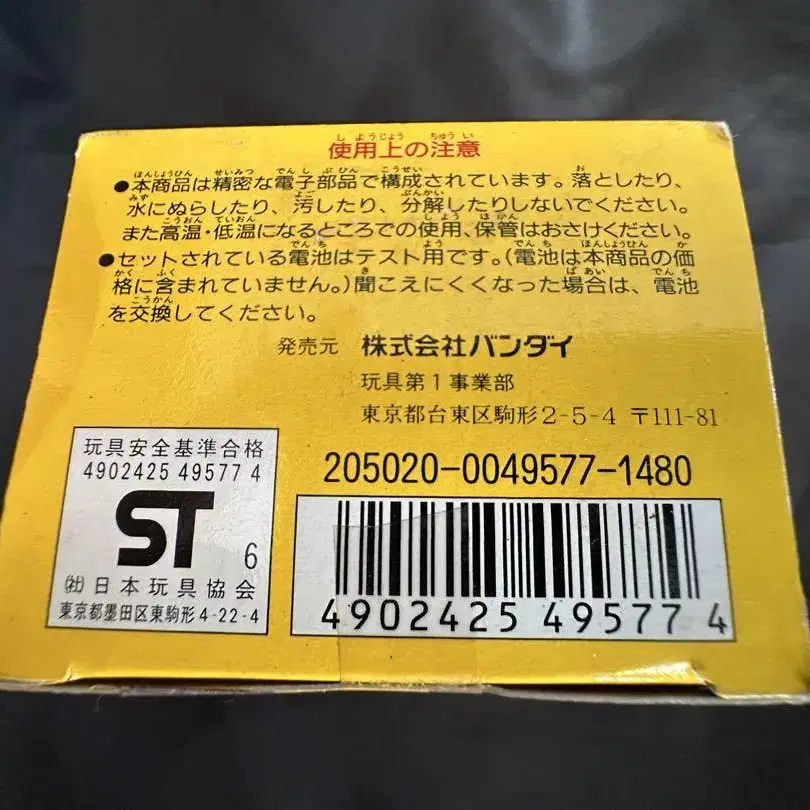 使用上の注意
●本商品は精密な電子部品で構成されています。落としたり、
水にぬらしたり、汚したり、分解したりしないでください。
また高温・低温になるところでの使用、保管はおさけください。
●セットされている電池はテスト用です。(電池は本商品の価
格に含まれていません。)聞こえにくくなった場合は、電池
を交換してください。
発売元 株式会社バンダイ
玩具第1事業部
東京都台東区駒形2-5-4 〒111-81
玩具安全基準合格
4902425 49577 4
ST 6
㈳日本玩具協会
東京都墨田区東駒形4-22-4
205020-0049577-1480
4902425 495774